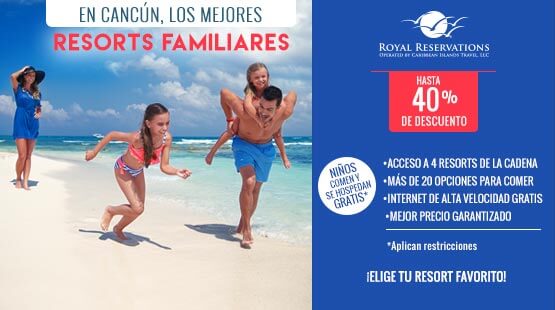 EN CANCÚN, LOS MEJORES
RESORTS FAMILIARES
ROYAL RESERVATIONS
OPERATED BY CARIBBEAN ISLANDS TRAVEL, LLC
HASTA
40%
DE DESCUENTO
NIÑOS
COMEN Y
SE HOSPEDAN
GRATIS*
•ACCESO A 4 RESORTS DE LA CADENA
•MÁS DE 20 OPCIONES PARA COMER
•INTERNET DE ALTA VELOCIDAD GRATIS
•MEJOR PRECIO GARANTIZADO
*Aplican restricciones
¡ELIGE TU RESORT FAVORITO!